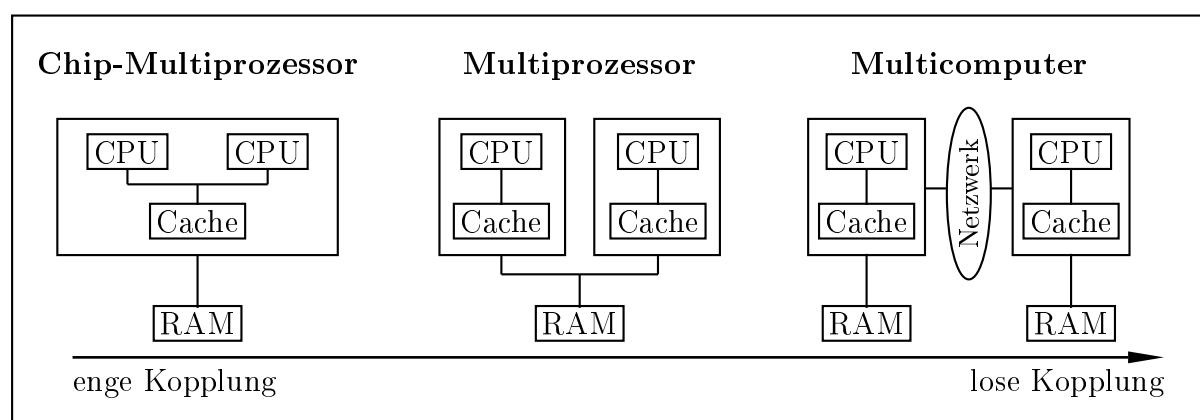 Chip-Multiprozessor
CPU CPU
Cache
RAM
Multiprozessor
CPU CPU
Cache Cache
RAM
Multicomputer
CPU CPU
Netzwerk
Cache Cache
RAM RAM
enge Kopplung
lose Kopplung